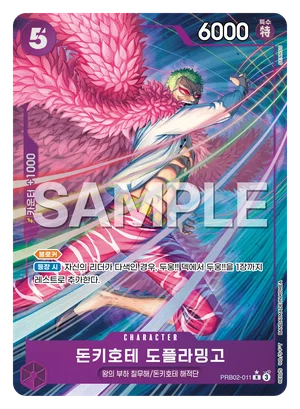 5
6000
특수
特
카운터 +1000
SAMPLE
블로커
등장 시 자신의 리더가 다색인 경우, 두웅!! 덱에서 두웅!!을 1장까지
레스트로 추가한다.
CHARACTER
돈키호테 도플라밍고
왕의 부하 칠무해/돈키호테 해적단
PRB02-011 R
3